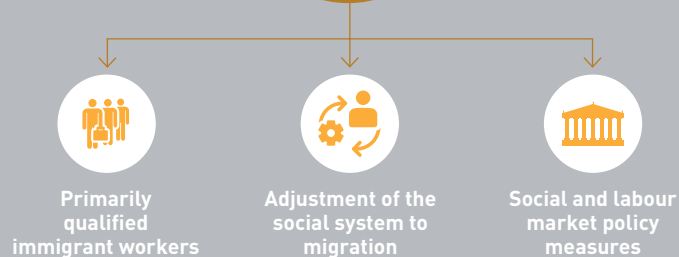 Primarily
qualified
immigrant workers
Adjustment of the
social system to
migration
Social and labour
market policy
measures